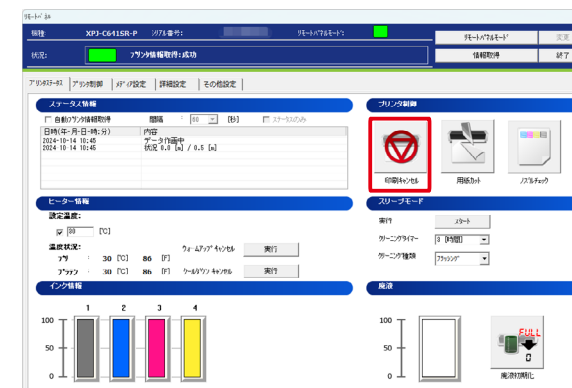 リモートパネル
機種: XPJ-C641SR-P シリアル番号: リモートパネルモード: リモートパネルモード 変更
状況: プリンタ情報取得:成功 情報取得 終了
プリンタステータス プリンタ制御 メディア設定 詳細設定 その他設定
ステータス情報
自動プリンタ情報取得 間隔 : 30 [秒] ステータスのみ
日時(年-月-日-時:分) 内容
2024-10-14 10:45 データ作画中
2024-10-14 10:45 状況 0.0 [m] / 0.5 [m]
プリンタ制御
印刷キャンセル 用紙カット ノズルチェック
ヒーター情報
設定温度:
30 [℃]
温度状況: ウォームアップキャンセル 実行
プリ : 30 [℃] 86 [F]
プラテン : 30 [℃] 86 [F] クールダウンキャンセル 実行
スリープモード
実行 スタート
クリーニングタイマー 3 [時間]
クリーニング種類 フラッシング
インク情報
1 2 3 4
100
50
0
廃液
100
50
0
FULL
0
廃液初期化